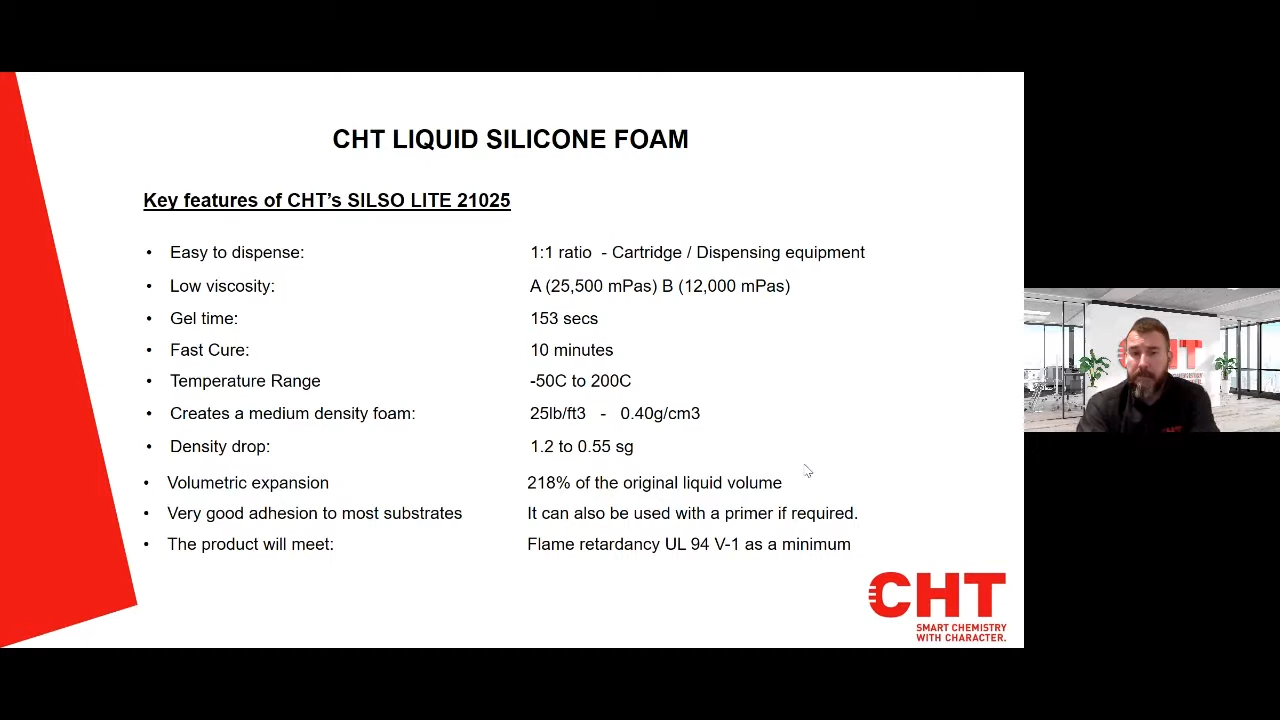 CHT LIQUID SILICONE FOAM
Key features of CHT's SILSO LITE 21025
• Easy to dispense: 1:1 ratio - Cartridge / Dispensing equipment
• Low viscosity: A (25,500 mPas) B (12,000 mPas)
• Gel time: 153 secs
• Fast Cure: 10 minutes
• Temperature Range -50C to 200C
• Creates a medium density foam: 25lb/ft3 - 0.40g/cm3
• Density drop: 1.2 to 0.55 sg
• Volumetric expansion 218% of the original liquid volume
• Very good adhesion to most substrates It can also be used with a primer if required.
• The product will meet: Flame retardancy UL 94 V-1 as a minimum
CHT
SMART CHEMISTRY
WITH CHARACTER.